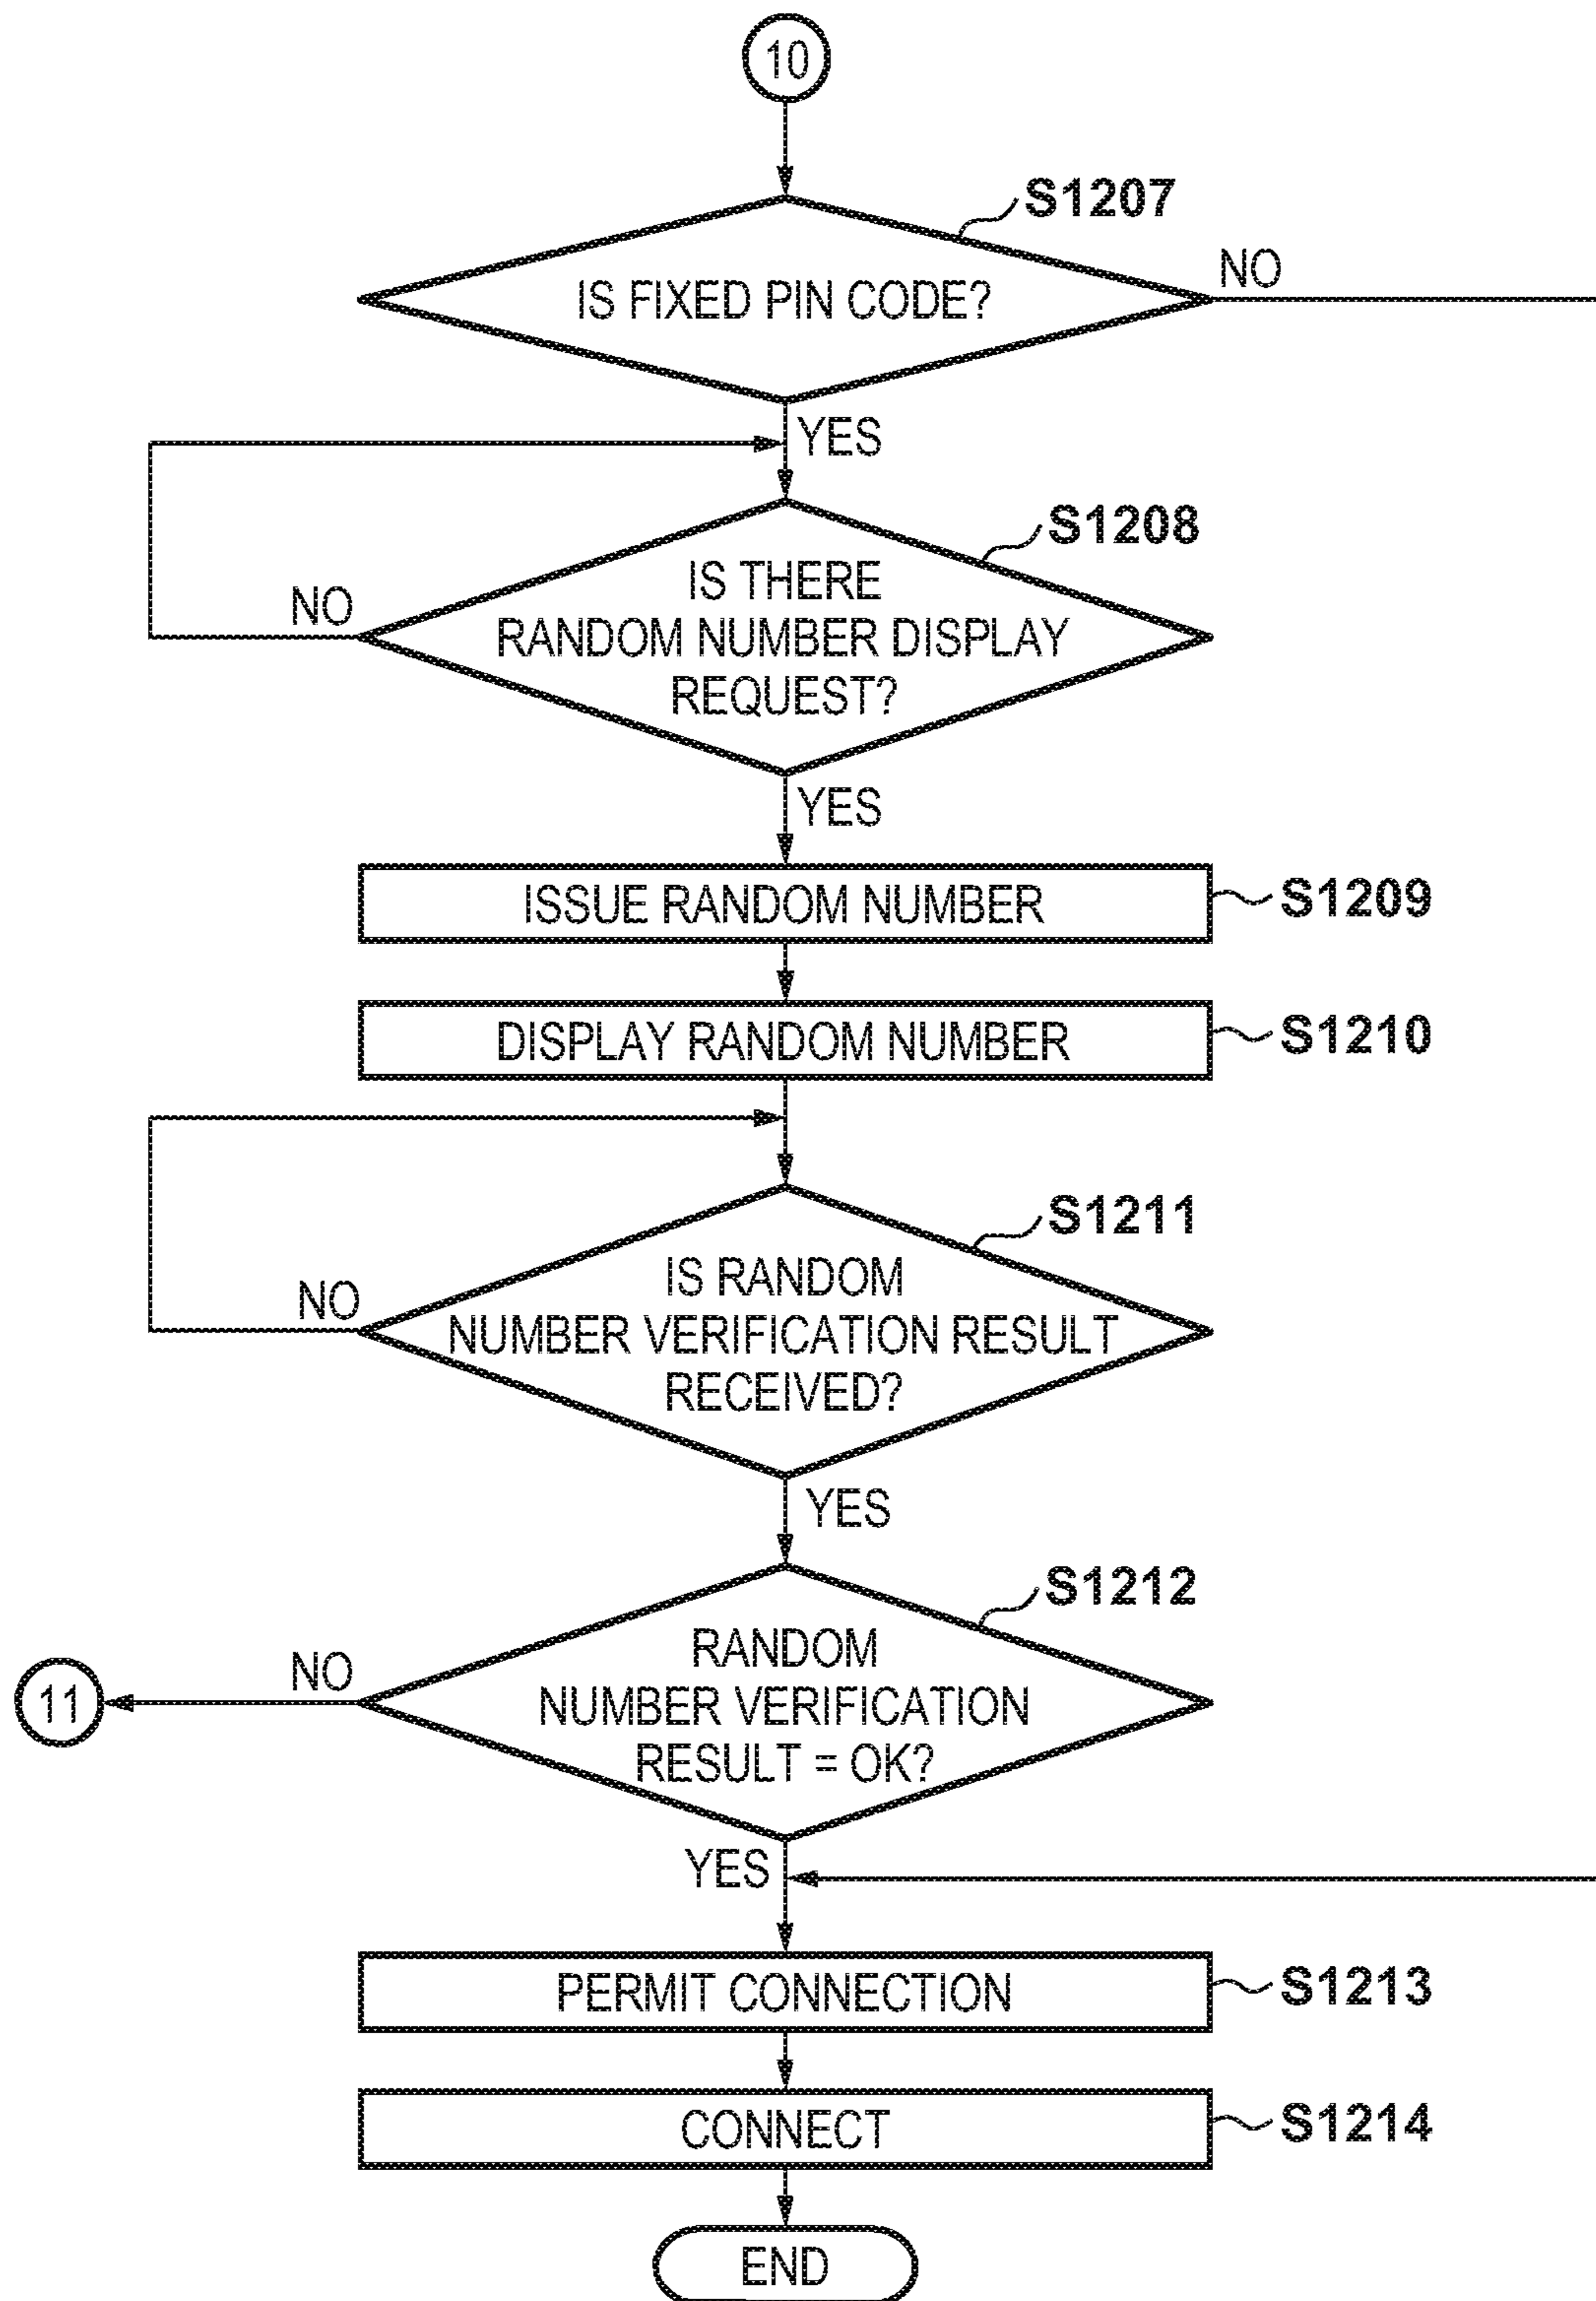 10
S1207
IS FIXED PIN CODE?
NO
YES
S1208
IS THERE
RANDOM NUMBER DISPLAY
REQUEST?
NO
YES
ISSUE RANDOM NUMBER
S1209
DISPLAY RANDOM NUMBER
S1210
S1211
IS RANDOM
NUMBER VERIFICATION RESULT
RECEIVED?
NO
YES
S1212
RANDOM
NUMBER VERIFICATION
RESULT = OK?
NO
11
YES
PERMIT CONNECTION
S1213
CONNECT
S1214
END